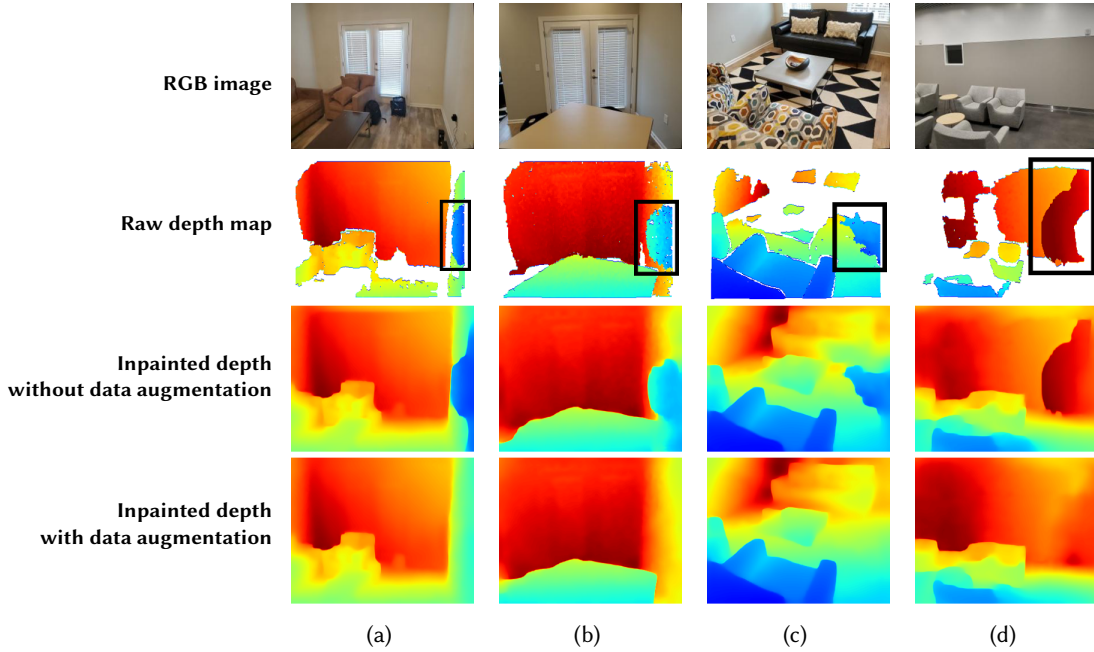 RGB image
Raw depth map
Inpainted depth
without data augmentation
Inpainted depth
with data augmentation
(a)
(b)
(c)
(d)